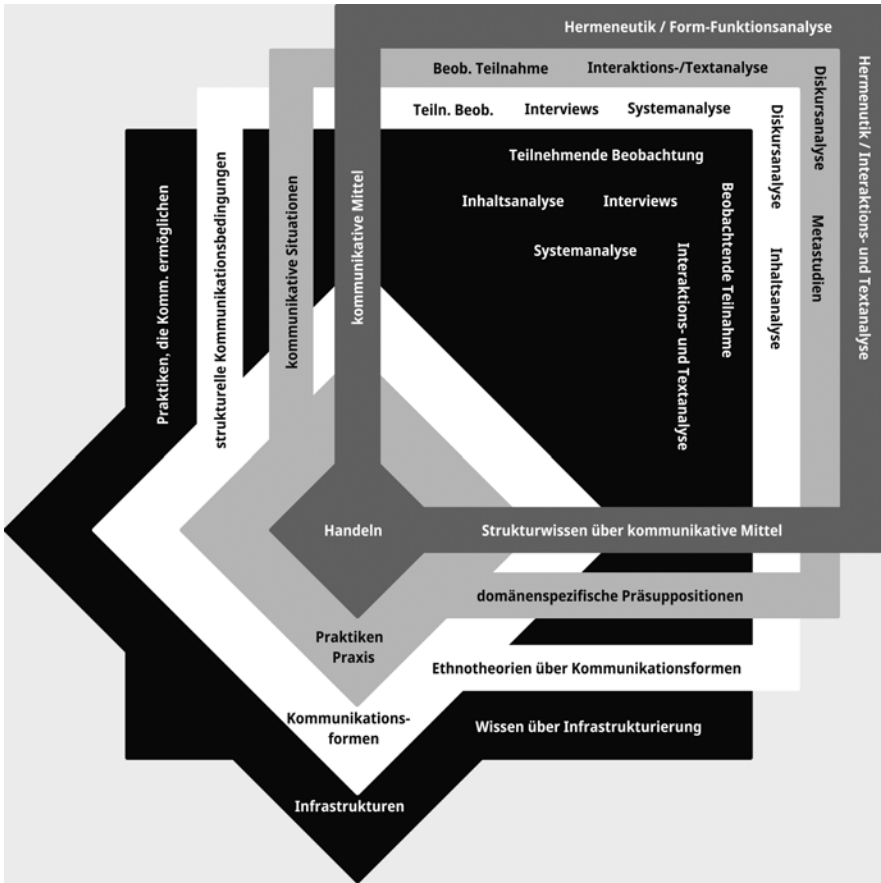 Hermeneutik / Form-Funktionsanalyse
Beob. Teilnahme
Interaktions-/Textanalyse
Teiln. Beob.
Interviews
Systemanalyse
Teilnehmende Beobachtung
Inhaltsanalyse
Interviews
Systemanalyse
Praktiken, die Komm. ermöglichen
strukturelle Kommunikationsbedingungen
kommunikative Situationen
kommunikative Mittel
Interaktions- und Textanalyse
Beobachtende Teilnahme
Diskursanalyse
Inhaltsanalyse
Diskursanalyse
Metastudien
Hermenutik / Interaktions- und Textanalyse
Handeln
Strukturwissen über kommunikative Mittel
domänenspezifische Präsuppositionen
Praktiken
Praxis
Ethnotheorien über Kommunikationsformen
Kommunikations-
formen
Wissen über Infrastrukturierung
Infrastrukturen